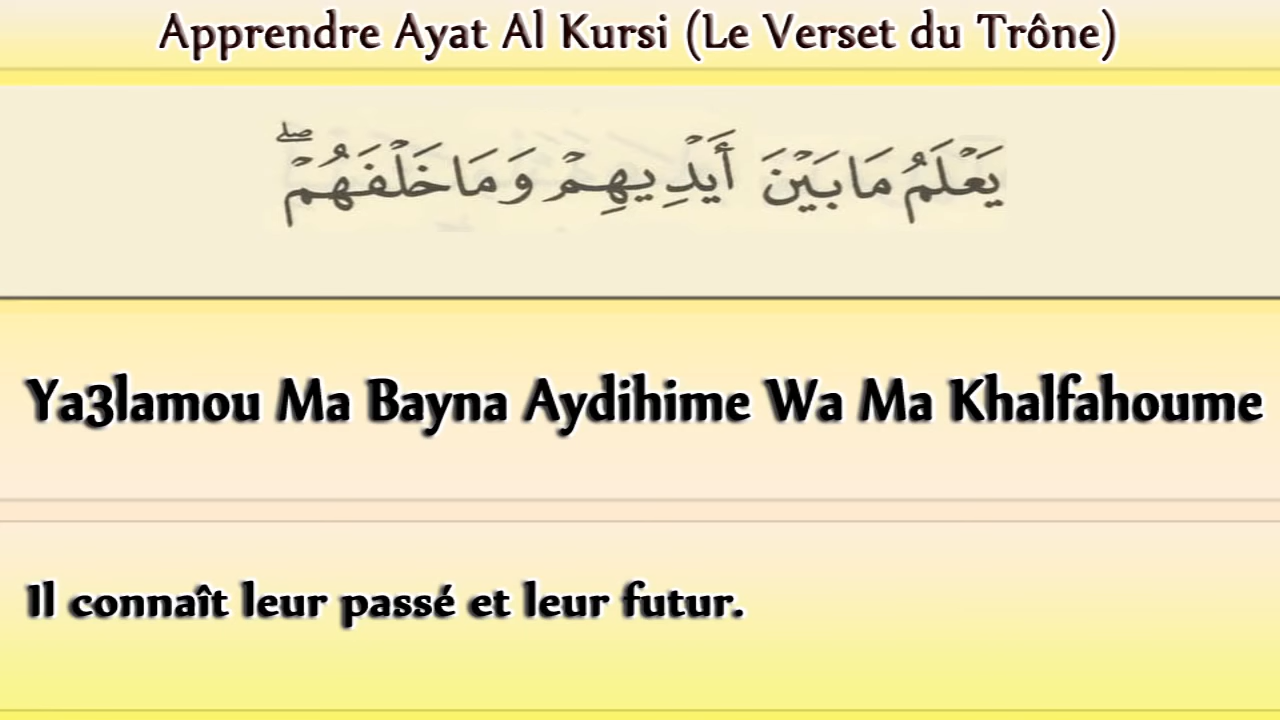 Apprendre Ayat Al Kursi (Le Verset du Trône)
يَعْلَمُ مَا بَيْنَ أَيْدِيهِمْ وَمَا خَلْفَهُمْ ۖ
Ya3lamou Ma Bayna Aydihime Wa Ma Khalfahoume
Il connaît leur passé et leur futur.